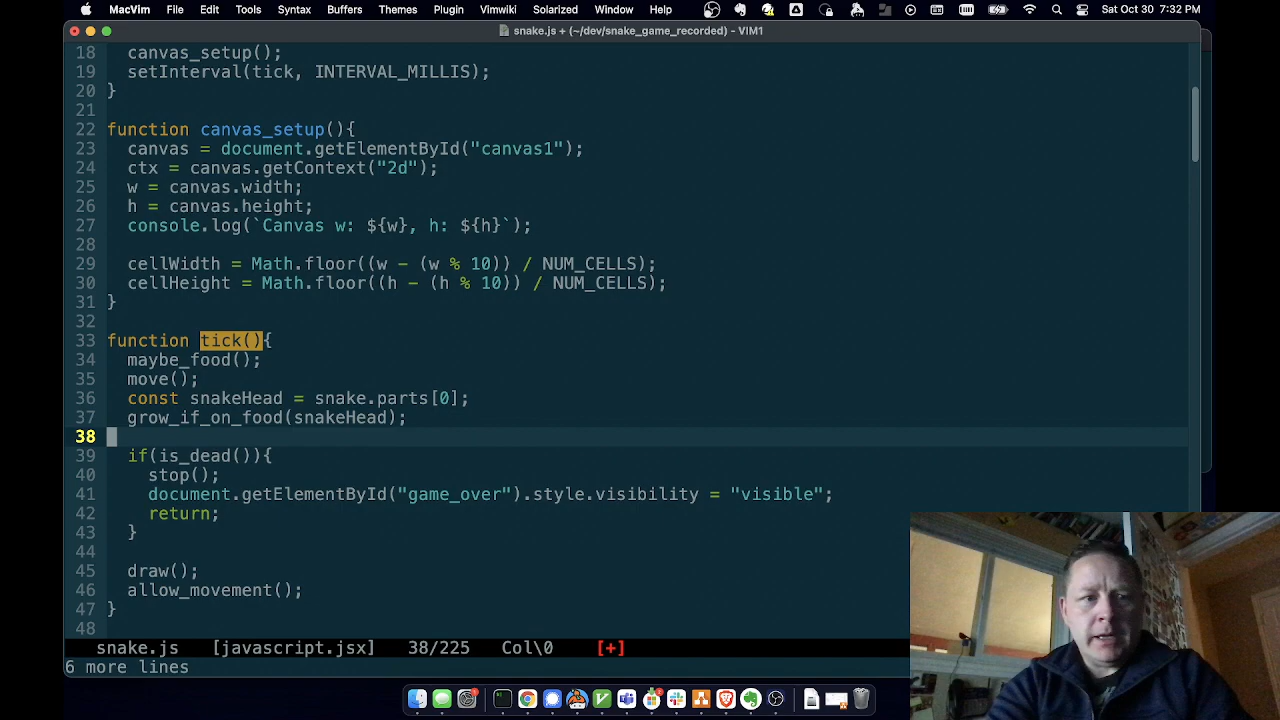 MacVim File Edit Tools Syntax Buffers Themes Plugin Vimwiki Solarized Window Help Sat Oct 30 7:32 PM
snake.js + (~/dev/snake_game_recorded) - VIM1
18 canvas_setup();
19 setInterval(tick, INTERVAL_MILLIS);
20 }
21
22 function canvas_setup(){
23 canvas = document.getElementById("canvas1");
24 ctx = canvas.getContext("2d");
25 w = canvas.width;
26 h = canvas.height;
27 console.log(`Canvas w: ${w}, h: ${h}`);
28
29 cellWidth = Math.floor((w - (w % 10)) / NUM_CELLS);
30 cellHeight = Math.floor((h - (h % 10)) / NUM_CELLS);
31 }
32
33 function tick(){
34 maybe_food();
35 move();
36 const snakeHead = snake.parts[0];
37 grow_if_on_food(snakeHead);
38
39 if(is_dead()){
40 stop();
41 document.getElementById("game_over").style.visibility = "visible";
42 return;
43 }
44
45 draw();
46 allow_movement();
47 }
48
snake.js [javascript.jsx] 38/225 Col\0 [+]
6 more lines